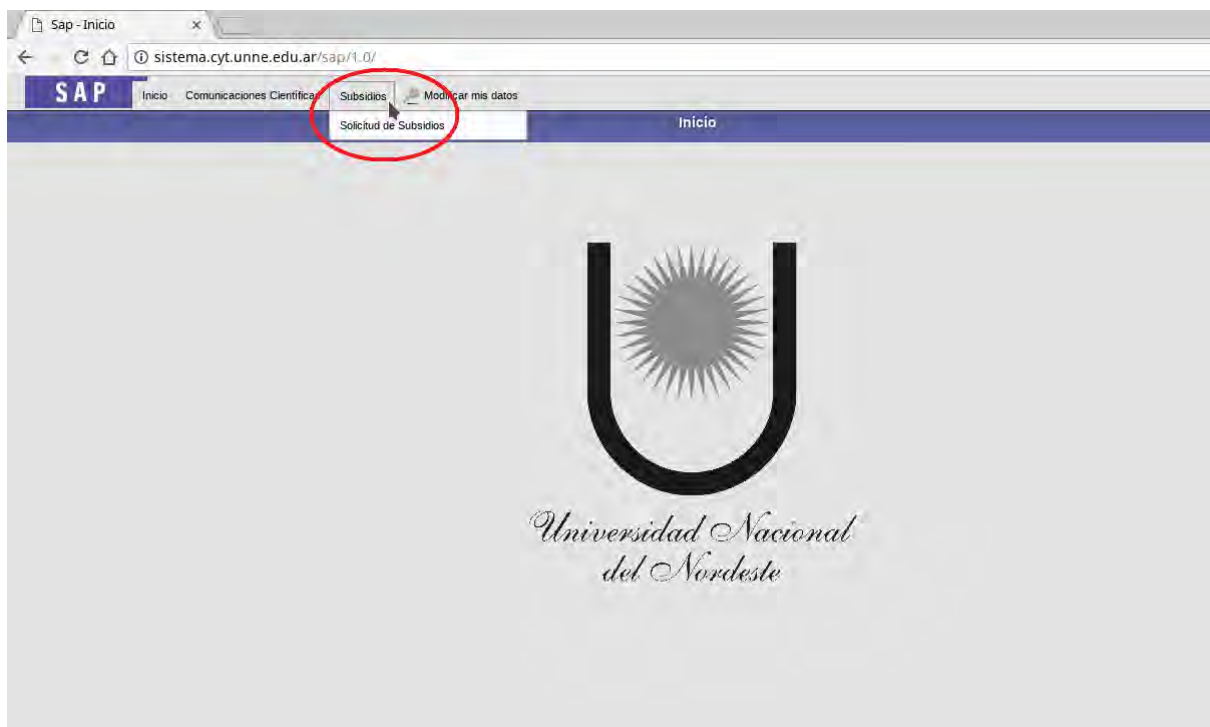 Sap - Inicio
sistema.cyt.unne.edu.ar/sap/1.0/
SAP Inicio Comunicaciones Científicas Subsidios Modificar mis datos
Solicitud de Subsidios
Inicio
Universidad Nacional
del Nordeste